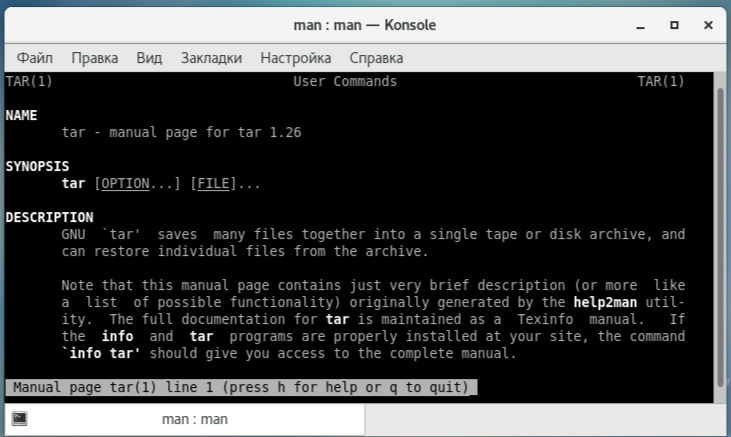 man : man — Konsole
Файл Правка Вид Закладки Настройка Справка
TAR(1) User Commands TAR(1)
NAME
tar - manual page for tar 1.26
SYNOPSIS
tar [OPTION...] [FILE]...
DESCRIPTION
GNU `tar' saves many files together into a single tape or disk archive, and
can restore individual files from the archive.
Note that this manual page contains just very brief description (or more like
a list of possible functionality) originally generated by the help2man util-
ity. The full documentation for tar is maintained as a Texinfo manual. If
the info and tar programs are properly installed at your site, the command
`info tar' should give you access to the complete manual.
Manual page tar(1) line 1 (press h for help or q to quit)
man : man